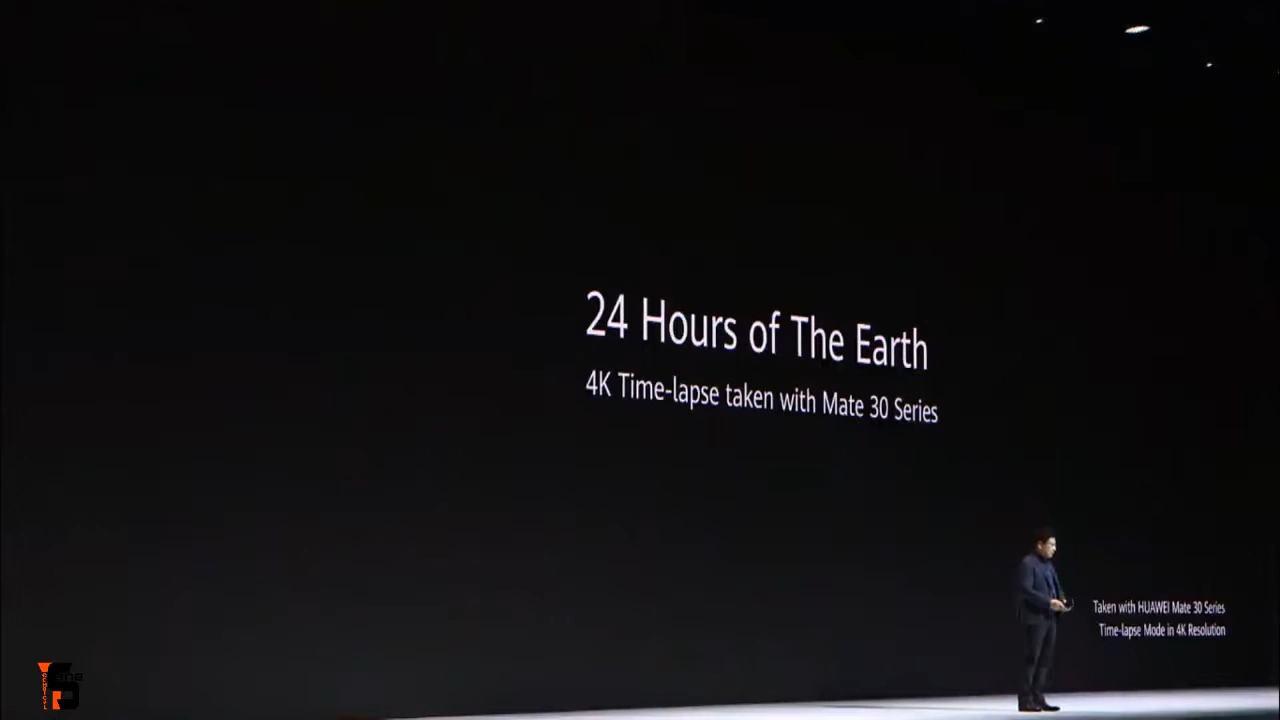 24 Hours of The Earth
4K Time-lapse taken with Mate 30 Series
Taken with HUAWEI Mate 30 Series
Time-lapse Mode in 4K Resolution